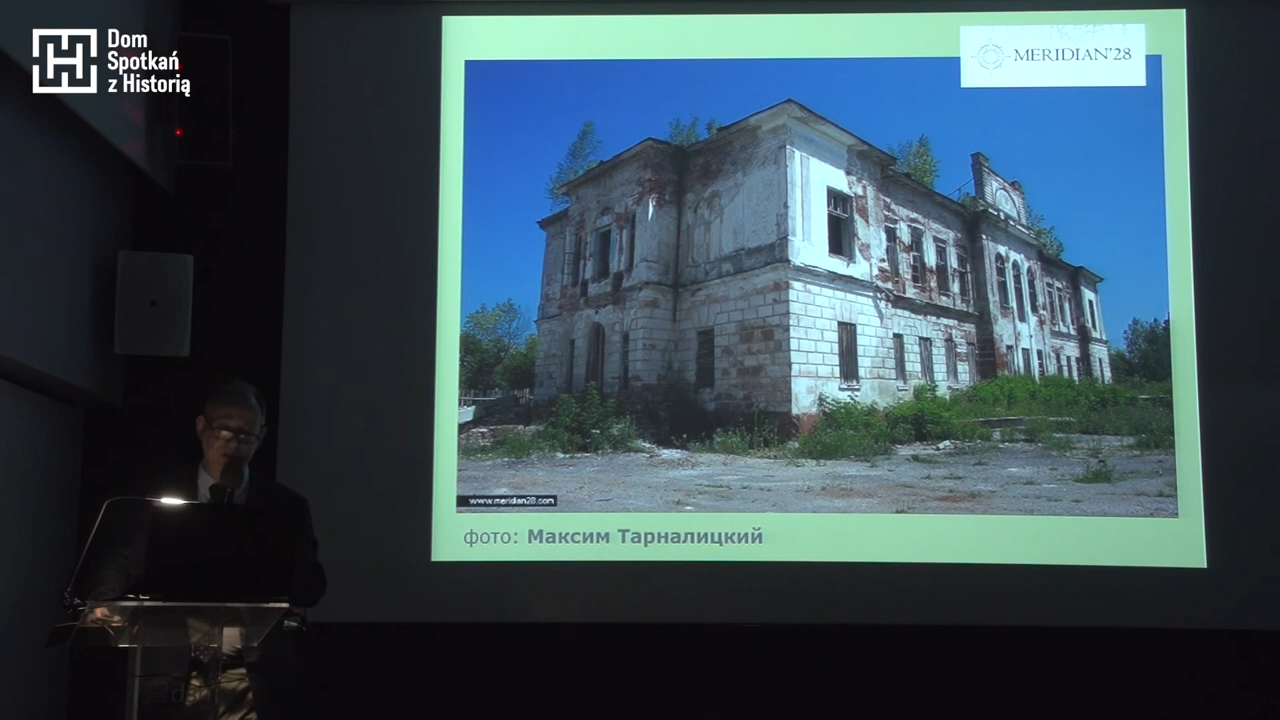 Dom
Spotkań
z Historią
MERIDIAN'28
www.meridian28.com
фото: Максим Тарналицкий